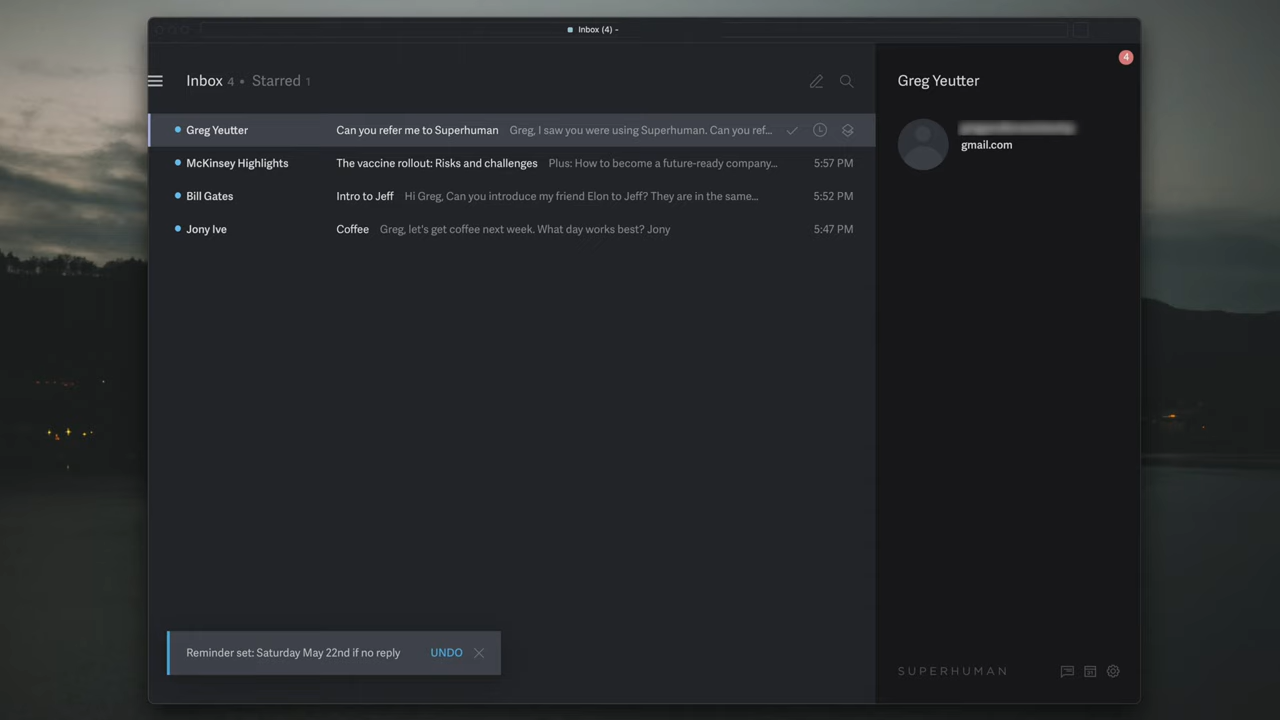 Inbox (4) -
Inbox 4 • Starred 1
Greg Yeutter
4
Greg Yeutter Can you refer me to Superhuman Greg, I saw you were using Superhuman. Can you ref...
gmail.com
McKinsey Highlights The vaccine rollout: Risks and challenges Plus: How to become a future-ready company... 5:57 PM
Bill Gates Intro to Jeff Hi Greg, Can you introduce my friend Elon to Jeff? They are in the same... 5:52 PM
Jony Ive Coffee Greg, let's get coffee next week. What day works best? Jony 5:47 PM
Reminder set: Saturday May 22nd if no reply UNDO
SUPERHUMAN